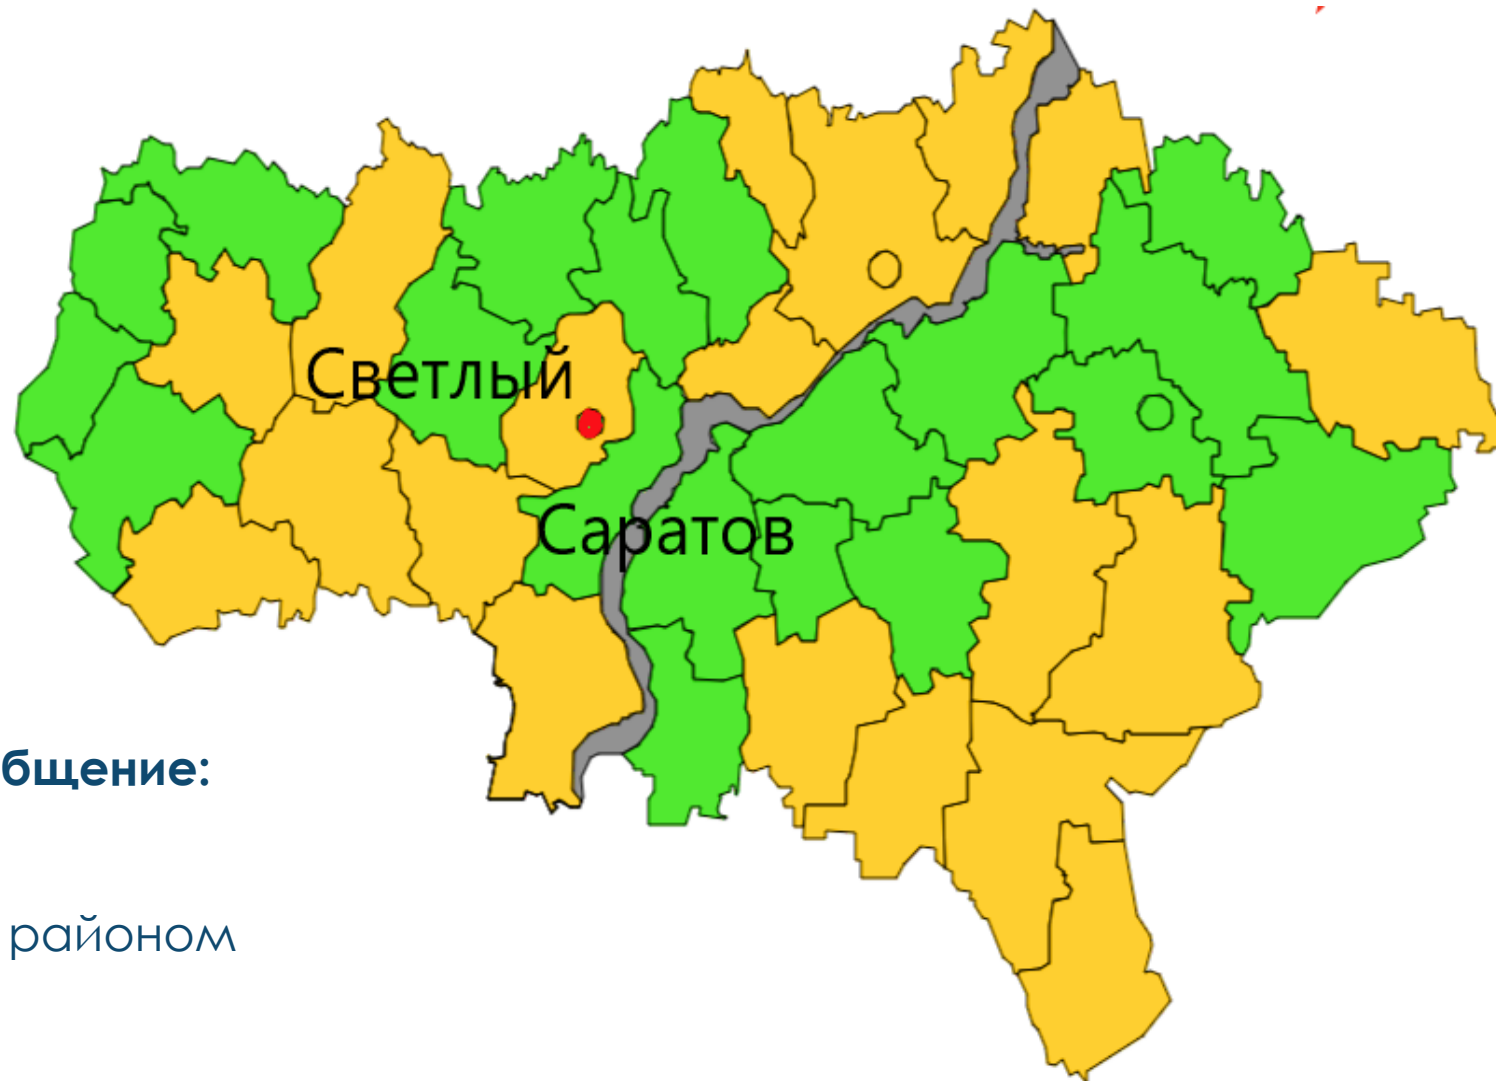 Светлый
Саратов
бщение:
районом